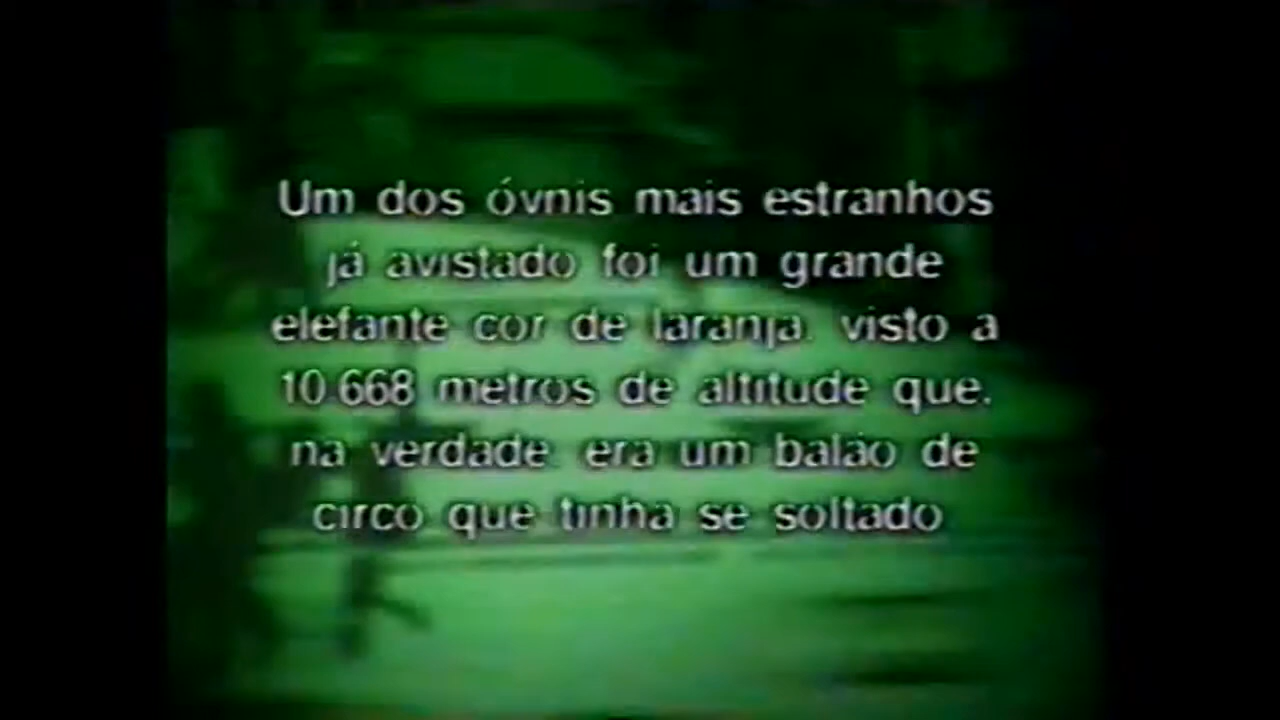 Um dos óvnis mais estranhos
já avistado foi um grande
elefante cor de laranja, visto a
10.668 metros de altitude que,
na verdade, era um balão de
circo que tinha se soltado